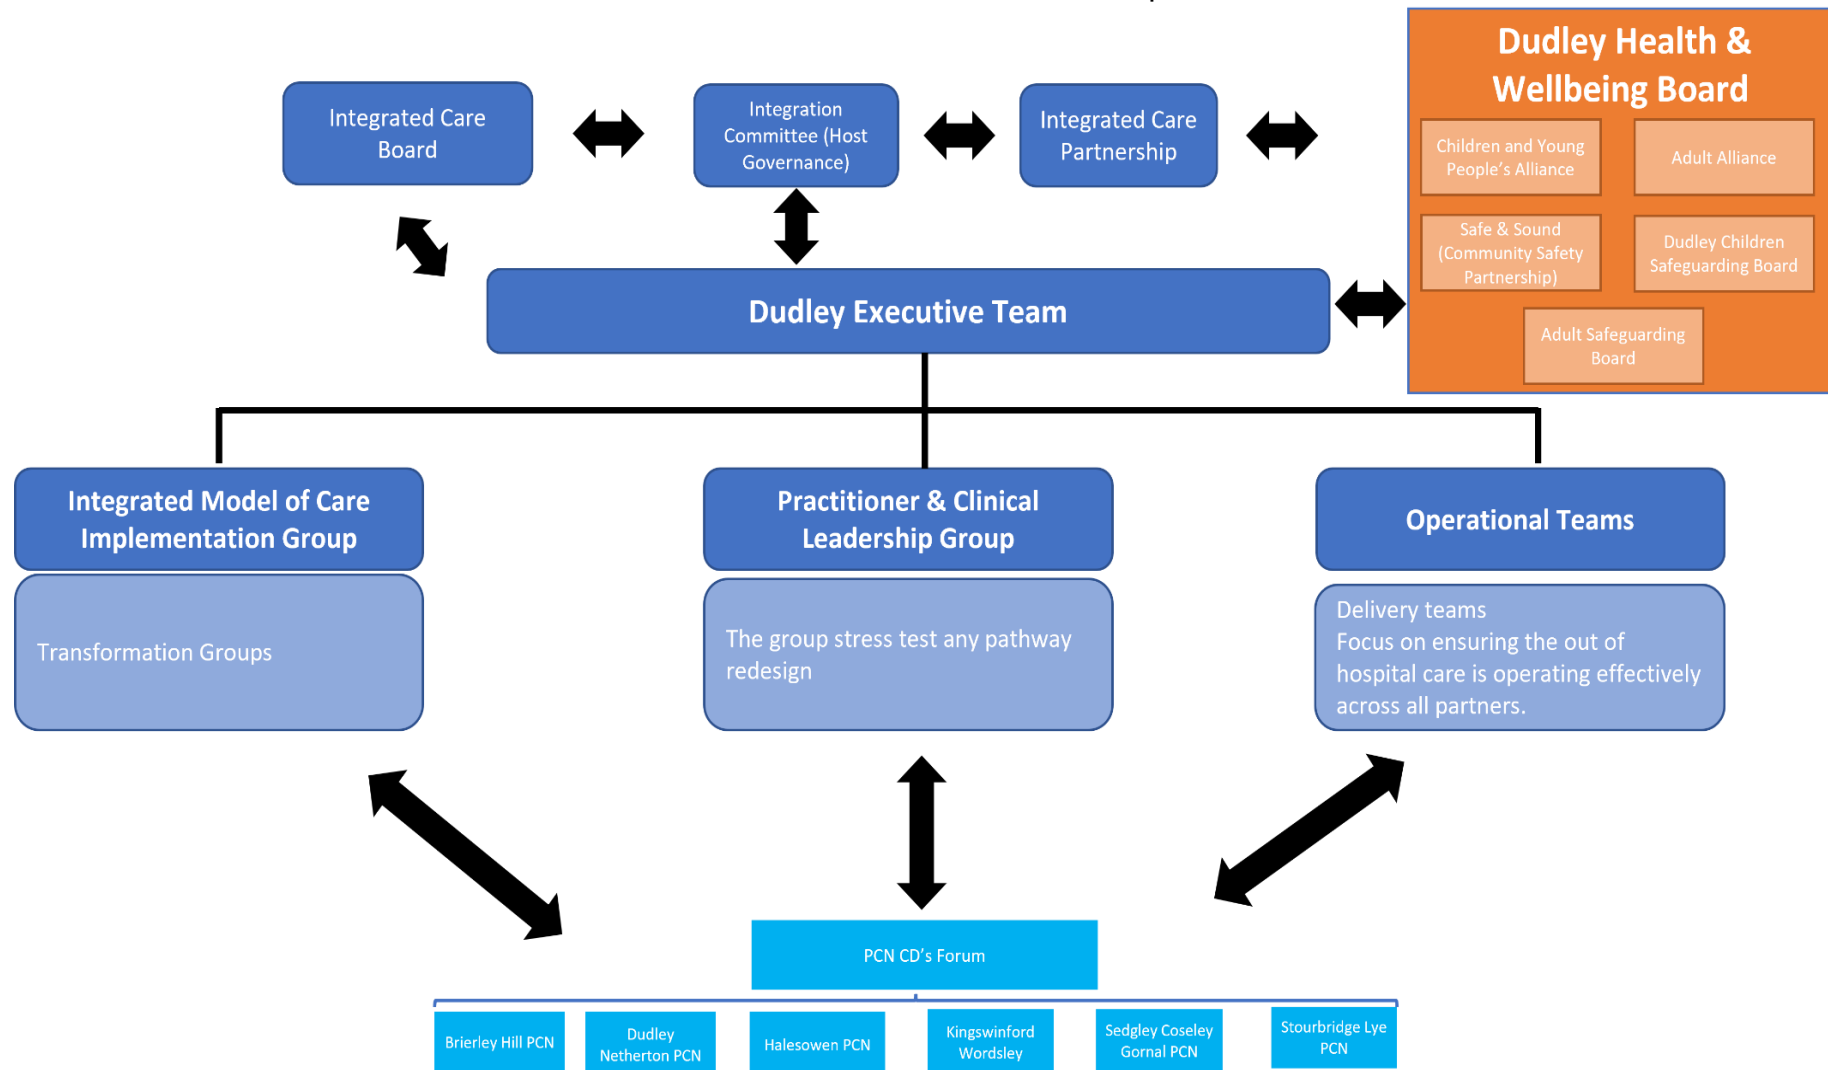 Dudley Health &
Wellbeing Board
Integrated Care
Board
Integration
Committee (Host
Governance)
Integrated Care
Partnership
Children and Young
People's Alliance
Adult Alliance
Safe & Sound
(Community Safety
Partnership)
Dudley Children
Safeguarding Board
Adult Safeguarding
Board
Dudley Executive Team
Integrated Model of Care
Implementation Group
Transformation Groups
Practitioner & Clinical
Leadership Group
The group stress test any pathway
redesign
Operational Teams
Delivery teams
Focus on ensuring the out of
hospital care is operating effectively
across all partners.
PCN CD's Forum
Brierley Hill PCN
Dudley
Netherton PCN
Halesowen PCN
Kingswinford
Wordsley
Sedgley Coseley
Gornal PCN
Stourbridge Lye
PCN